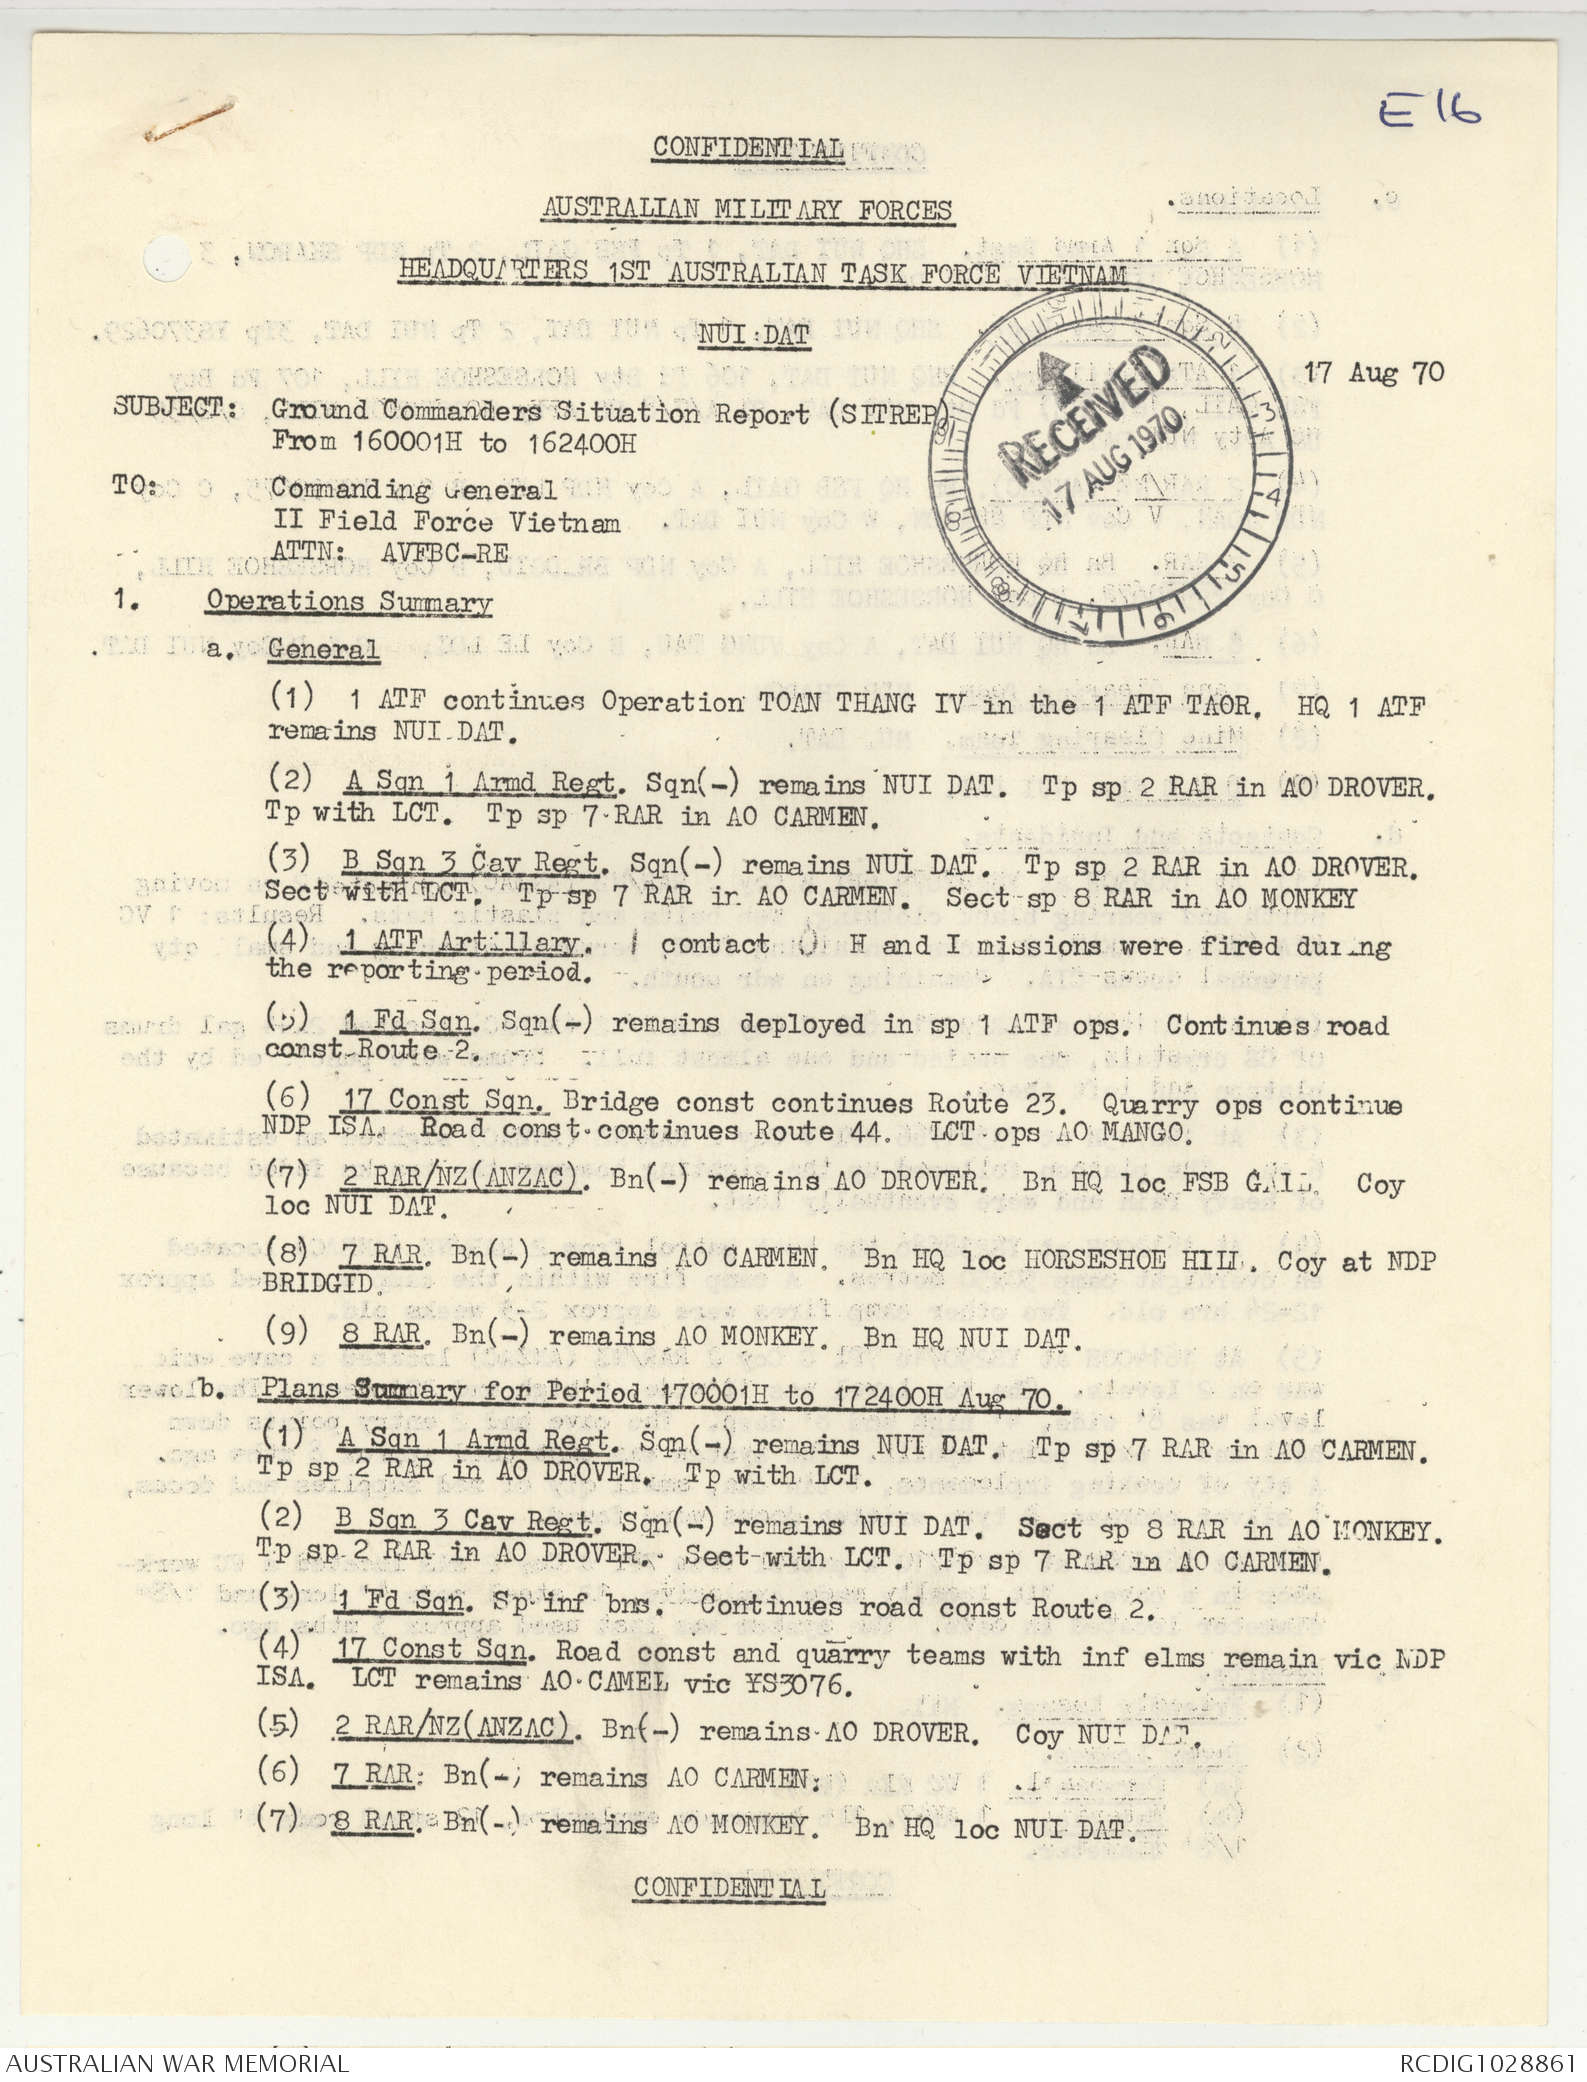 E 16
CONFIDENTIAL
AUSTRALIAN MILITARY FORCES
HEADQUARTERS 1ST AUSTRALIAN TASK FORCE VIETNAM
NUI DAT
RECEIVED
17 AUG 1970
17 Aug 70
SUBJECT: Ground Commanders Situation Report (SITREP)
From 160001H to 162400H
TO: Commanding General
II Field Force Vietnam
ATTN: AVFBC-RE
1. Operations Summary
a. General
(1) 1 ATF continues Operation TOAN THANG IV in the 1 ATF TAOR. HQ 1 ATF
remains NUI DAT.
(2) A Sqn 1 Armd Regt. Sqn(-) remains NUI DAT. Tp sp 2 RAR in AO DROVER.
Tp with LCT. Tp sp 7 RAR in AO CARMEN.
(3) B Sqn 3 Cav Regt. Sqn(-) remains NUI DAT. Tp sp 2 RAR in AO DROVER.
Sect with LCT. Tp sp 7 RAR in AO CARMEN. Sect sp 8 RAR in AO MONKEY
(4) 1 ATF Artillary. 1 contact 0 H and I missions were fired during
the reporting period.
(5) 1 Fd Sqn. Sqn(-) remains deployed in sp 1 ATF ops. Continues road
const Route 2.
(6) 17 Const Sqn. Bridge const continues Route 23. Quarry ops continue
NDP ISA. Road const continues Route 44. LCT ops AO MANGO.
(7) 2 RAR/NZ(ANZAC). Bn(-) remains AO DROVER. Bn HQ loc FSB GAIL. Coy
loc NUI DAT.
(8) 7 RAR. Bn(-) remains AO CARMEN. Bn HQ loc HORSESHOE HILL. Coy at NDP
BRIDGID.
(9) 8 RAR. Bn(-) remains AO MONKEY. Bn HQ NUI DAT.
b. Plans Summary for Period 170001H to 172400H Aug 70.
(1) A Sqn 1 Armd Regt. Sqn(-) remains NUI DAT. Tp sp 7 RAR in AO CARMEN.
Tp sp 2 RAR in AO DROVER. Tp with LCT.
(2) B Sqn 3 Cav Regt. Sqn(-) remains NUI DAT. Sect sp 8 RAR in AO MONKEY.
Tp sp 2 RAR in AO DROVER. Sect with LCT. Tp sp 7 RAR in AO CARMEN.
(3) 1 Fd Sqn. Sp inf bns. Continues road const Route 2.
(4) 17 Const Sqn. Road const and quarry teams with inf elms remain vic NDP
ISA. LCT remains AO CAMEL vic YS3076.
(5) 2 RAR/NZ(ANZAC). Bn(-) remains AO DROVER. Coy NUI DAT.
(6) 7 RAR: Bn(-) remains AO CARMEN:
(7) 8 RAR. Bn(-) remains AO MONKEY. Bn HQ loc NUI DAT.
CONFIDENTIAL
AUSTRALIAN WAR MEMORIAL
RCDIG1028861